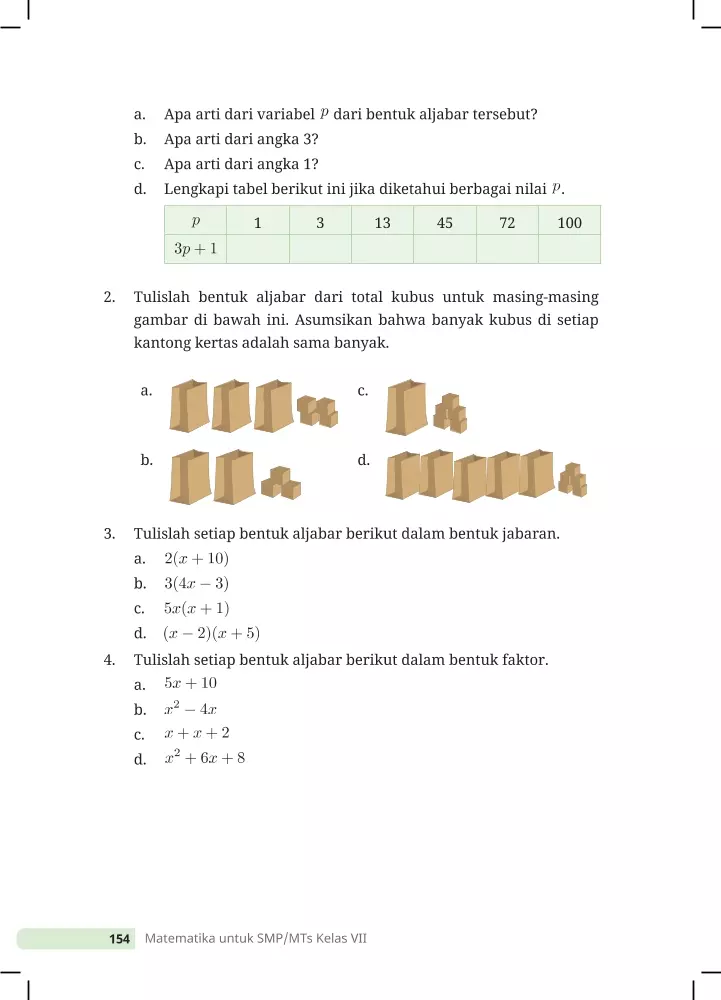 a. Apa arti dari variabel p dari bentuk aljabar tersebut?
b. Apa arti dari angka 3?
c. Apa arti dari angka 1?
d. Lengkapi tabel berikut ini jika diketahui berbagai nilai p.
p 1 3 13 45 72 100
3p + 1
2. Tulislah bentuk aljabar dari total kubus untuk masing-masing
gambar di bawah ini. Asumsikan bahwa banyak kubus di setiap
kantong kertas adalah sama banyak.
a. c.
b. d.
3. Tulislah setiap bentuk aljabar berikut dalam bentuk jabaran.
a. 2(x + 10)
b. 3(4x − 3)
c. 5x(x + 1)
d. (x − 2)(x + 5)
4. Tulislah setiap bentuk aljabar berikut dalam bentuk faktor.
a. 5x + 10
b. x² − 4x
c. x + x + 2
d. x² + 6x + 8
154 Matematika untuk SMP/MTs Kelas VII